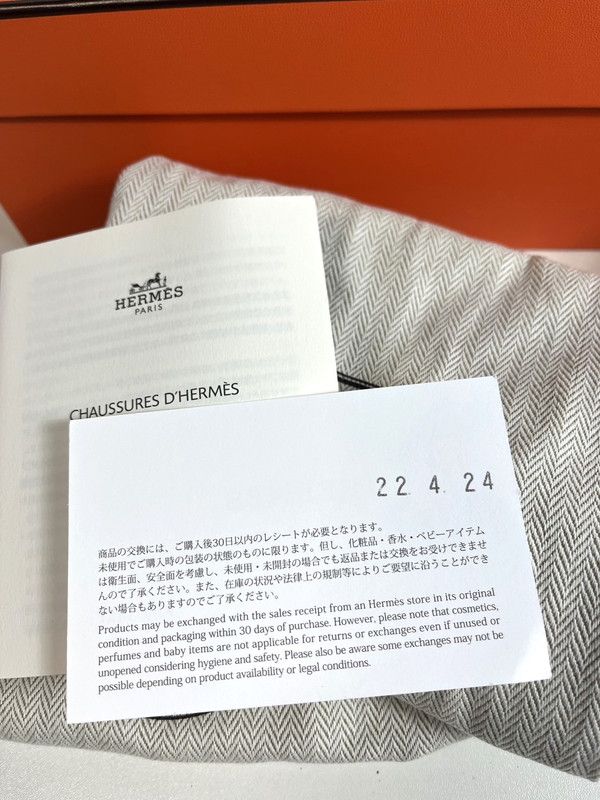 HERMÈS
PARIS
CHAUSSURES D'HERMÈS
22. 4. 24
商品の交換には、ご購入後30日以内のレシートが必要となります。
未使用でご購入時の包装の状態のものに限ります。但し、化粧品・香水・ベビーアイテム
は衛生面、安全面を考慮し、未使用・未開封の場合でも返品または交換をお受けできませ
んので了承ください。また、在庫の状況や法律上の規制等によりご要望に沿うことができ
ない場合もありますのでご了承ください。
Products may be exchanged with the sales receipt from an Hermès store in its original
condition and packaging within 30 days of purchase. However, please note that cosmetics,
perfumes and baby items are not applicable for returns or exchanges even if unused or
unopened considering hygiene and safety. Please also be aware some exchanges may not be
possible depending on product availability or legal conditions.